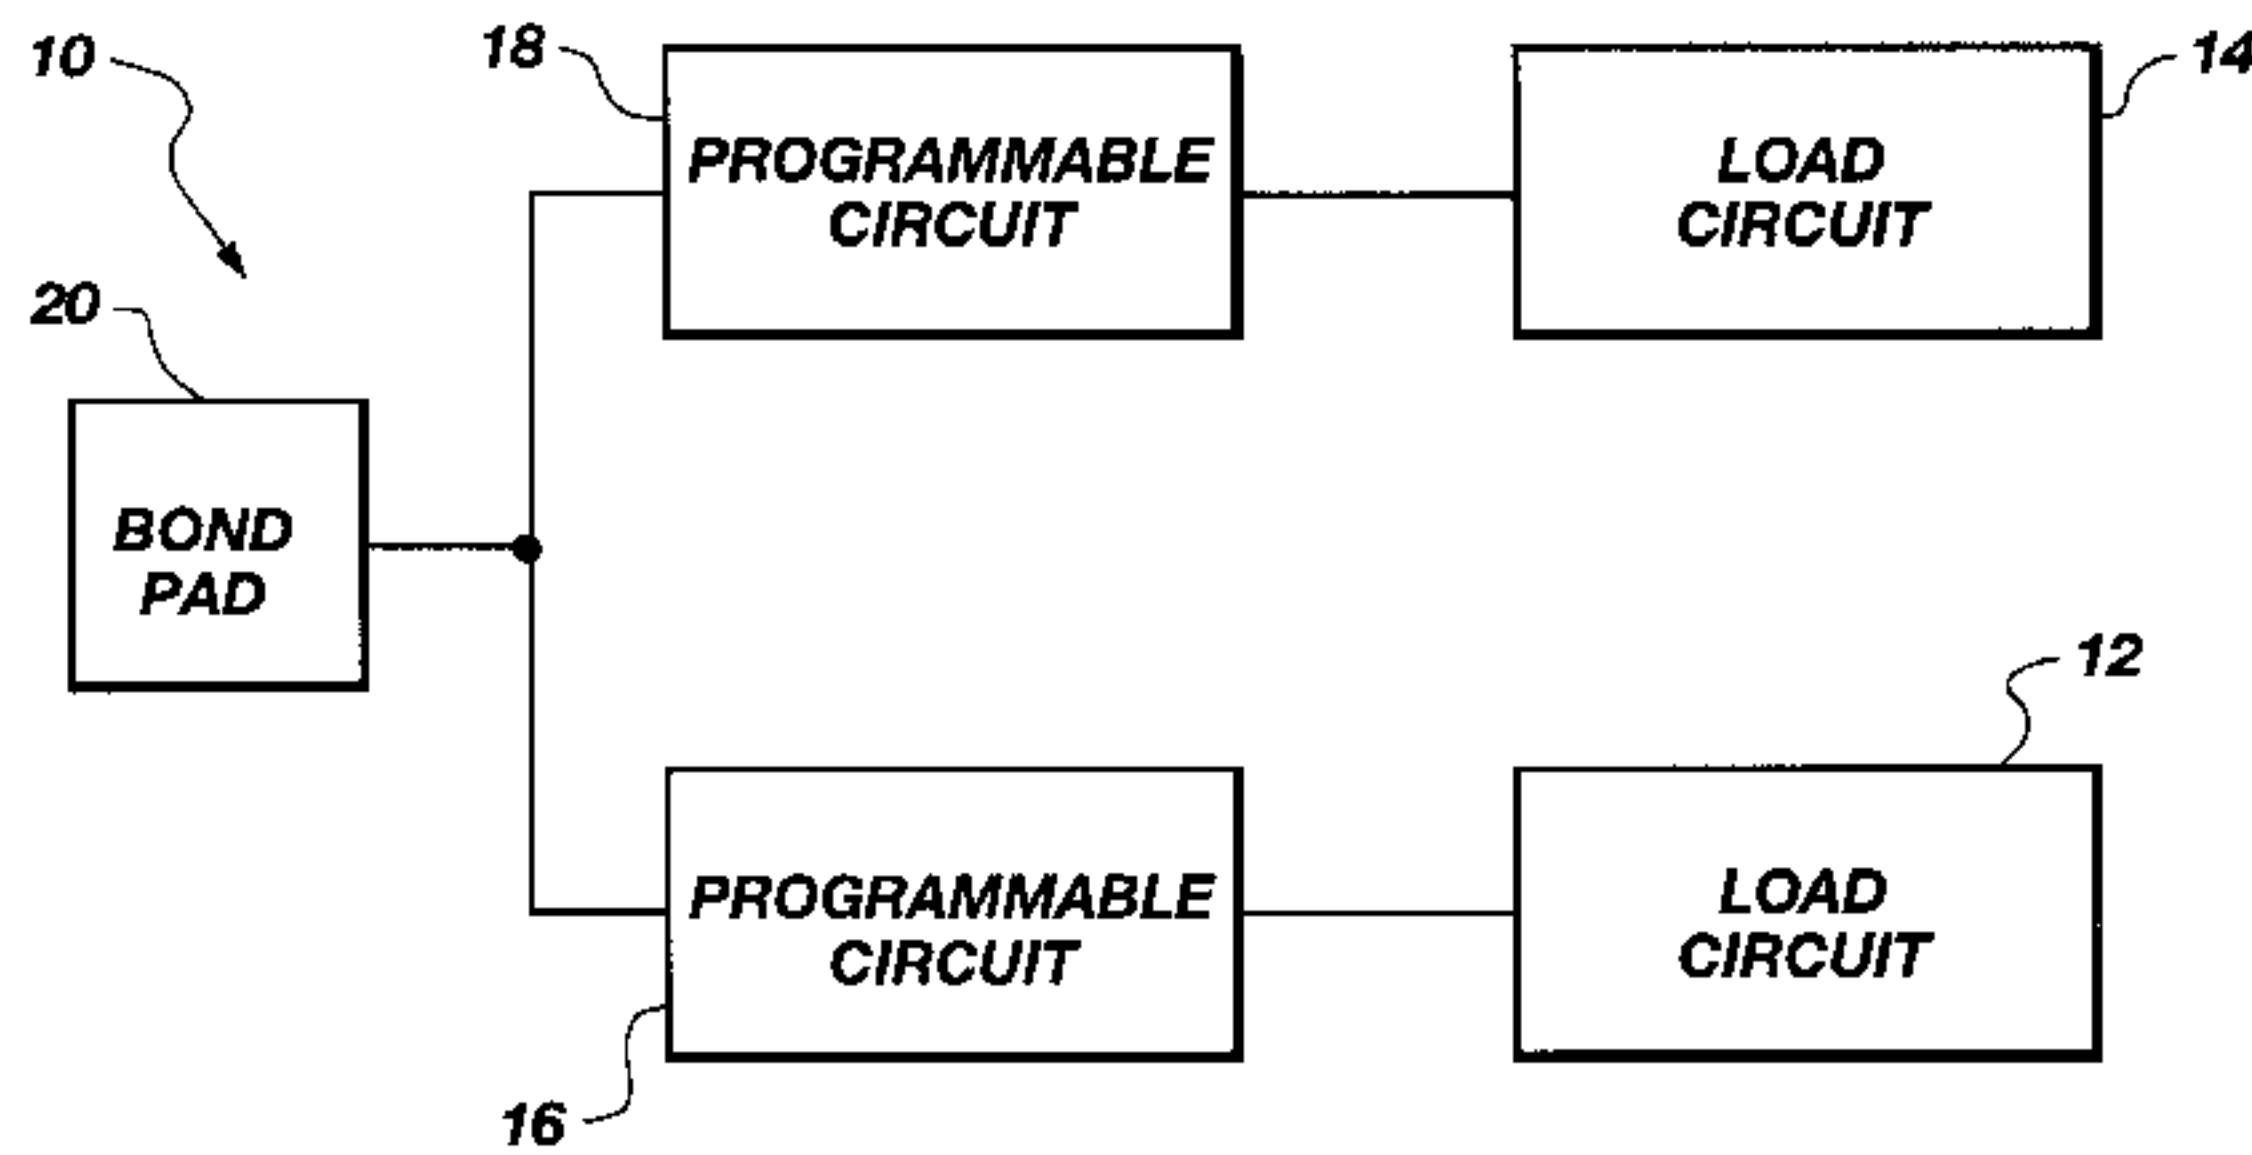 10
18
14
PROGRAMMABLE
CIRCUIT
LOAD
CIRCUIT
20
BOND
PAD
12
PROGRAMMABLE
CIRCUIT
LOAD
CIRCUIT
16